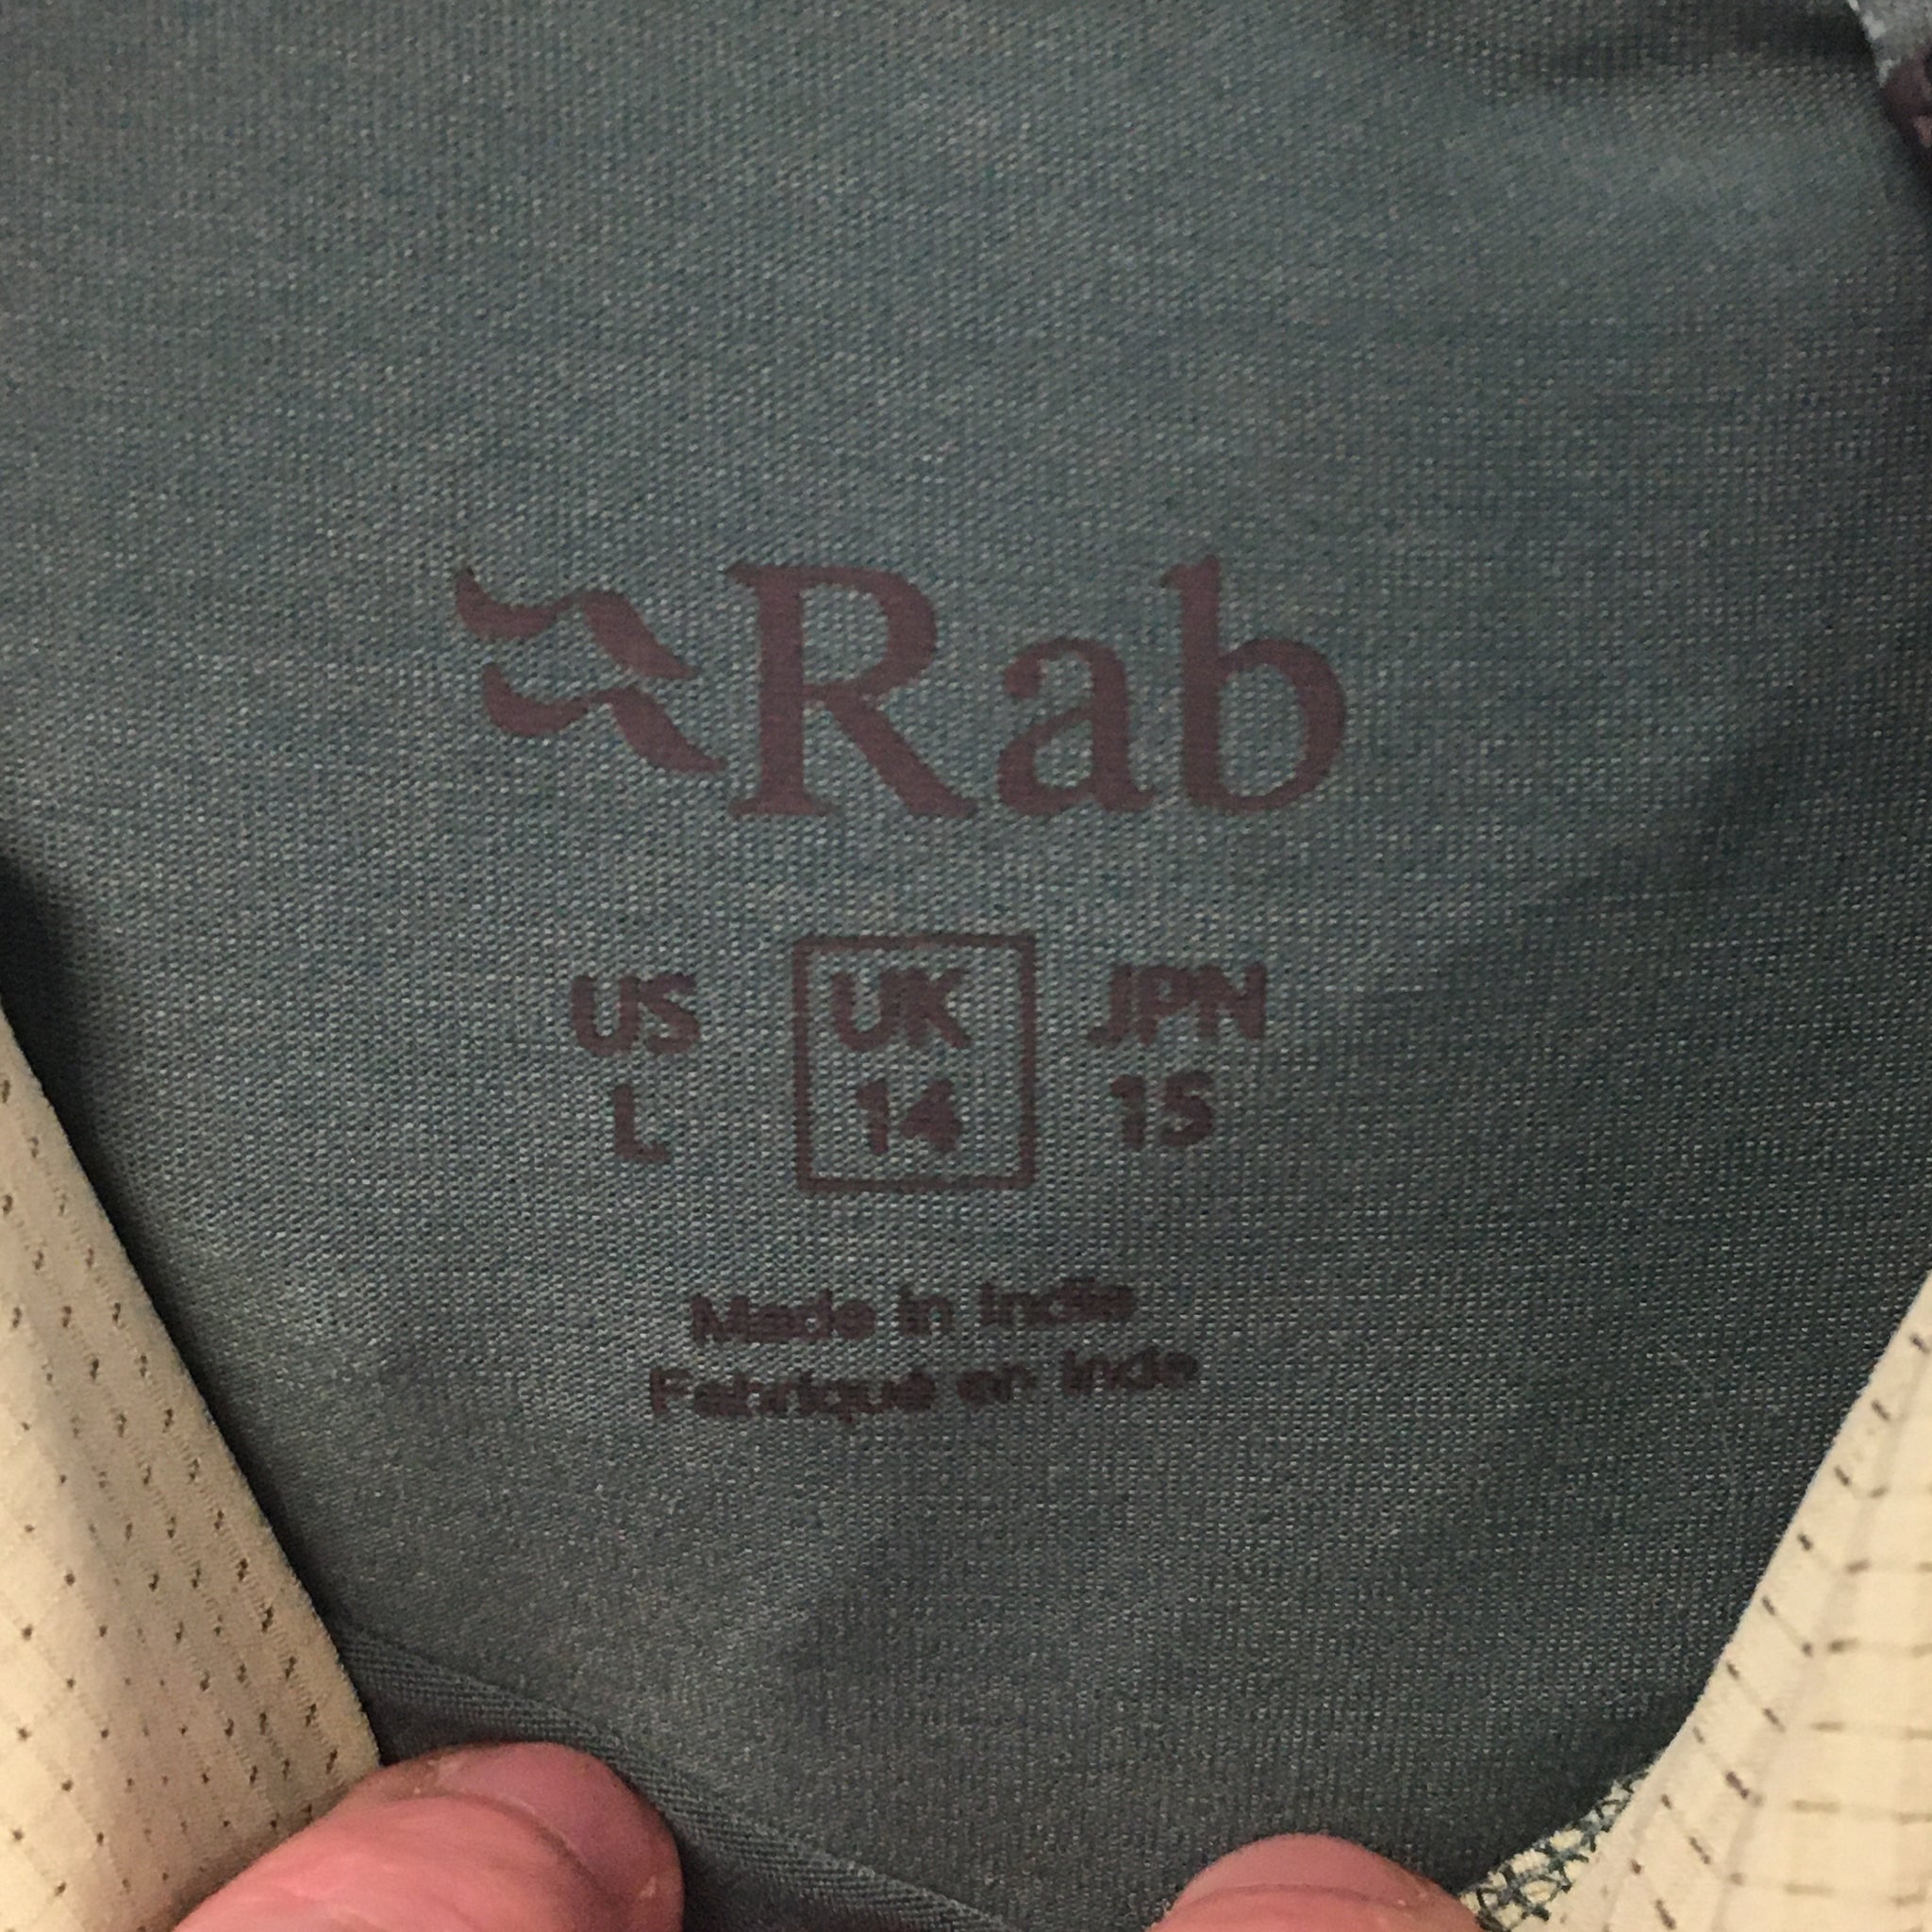 Rab
US UK JPN
L 14 15
Made in India
Fabriqué en Inde